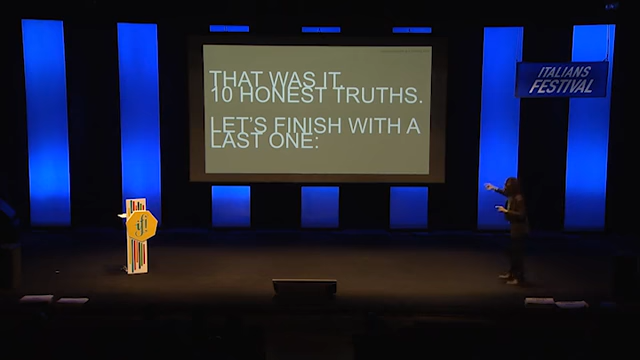 THAT WAS IT.
10 HONEST TRUTHS.
LET'S FINISH WITH A
LAST ONE:
ITALIANS
FESTIVAL